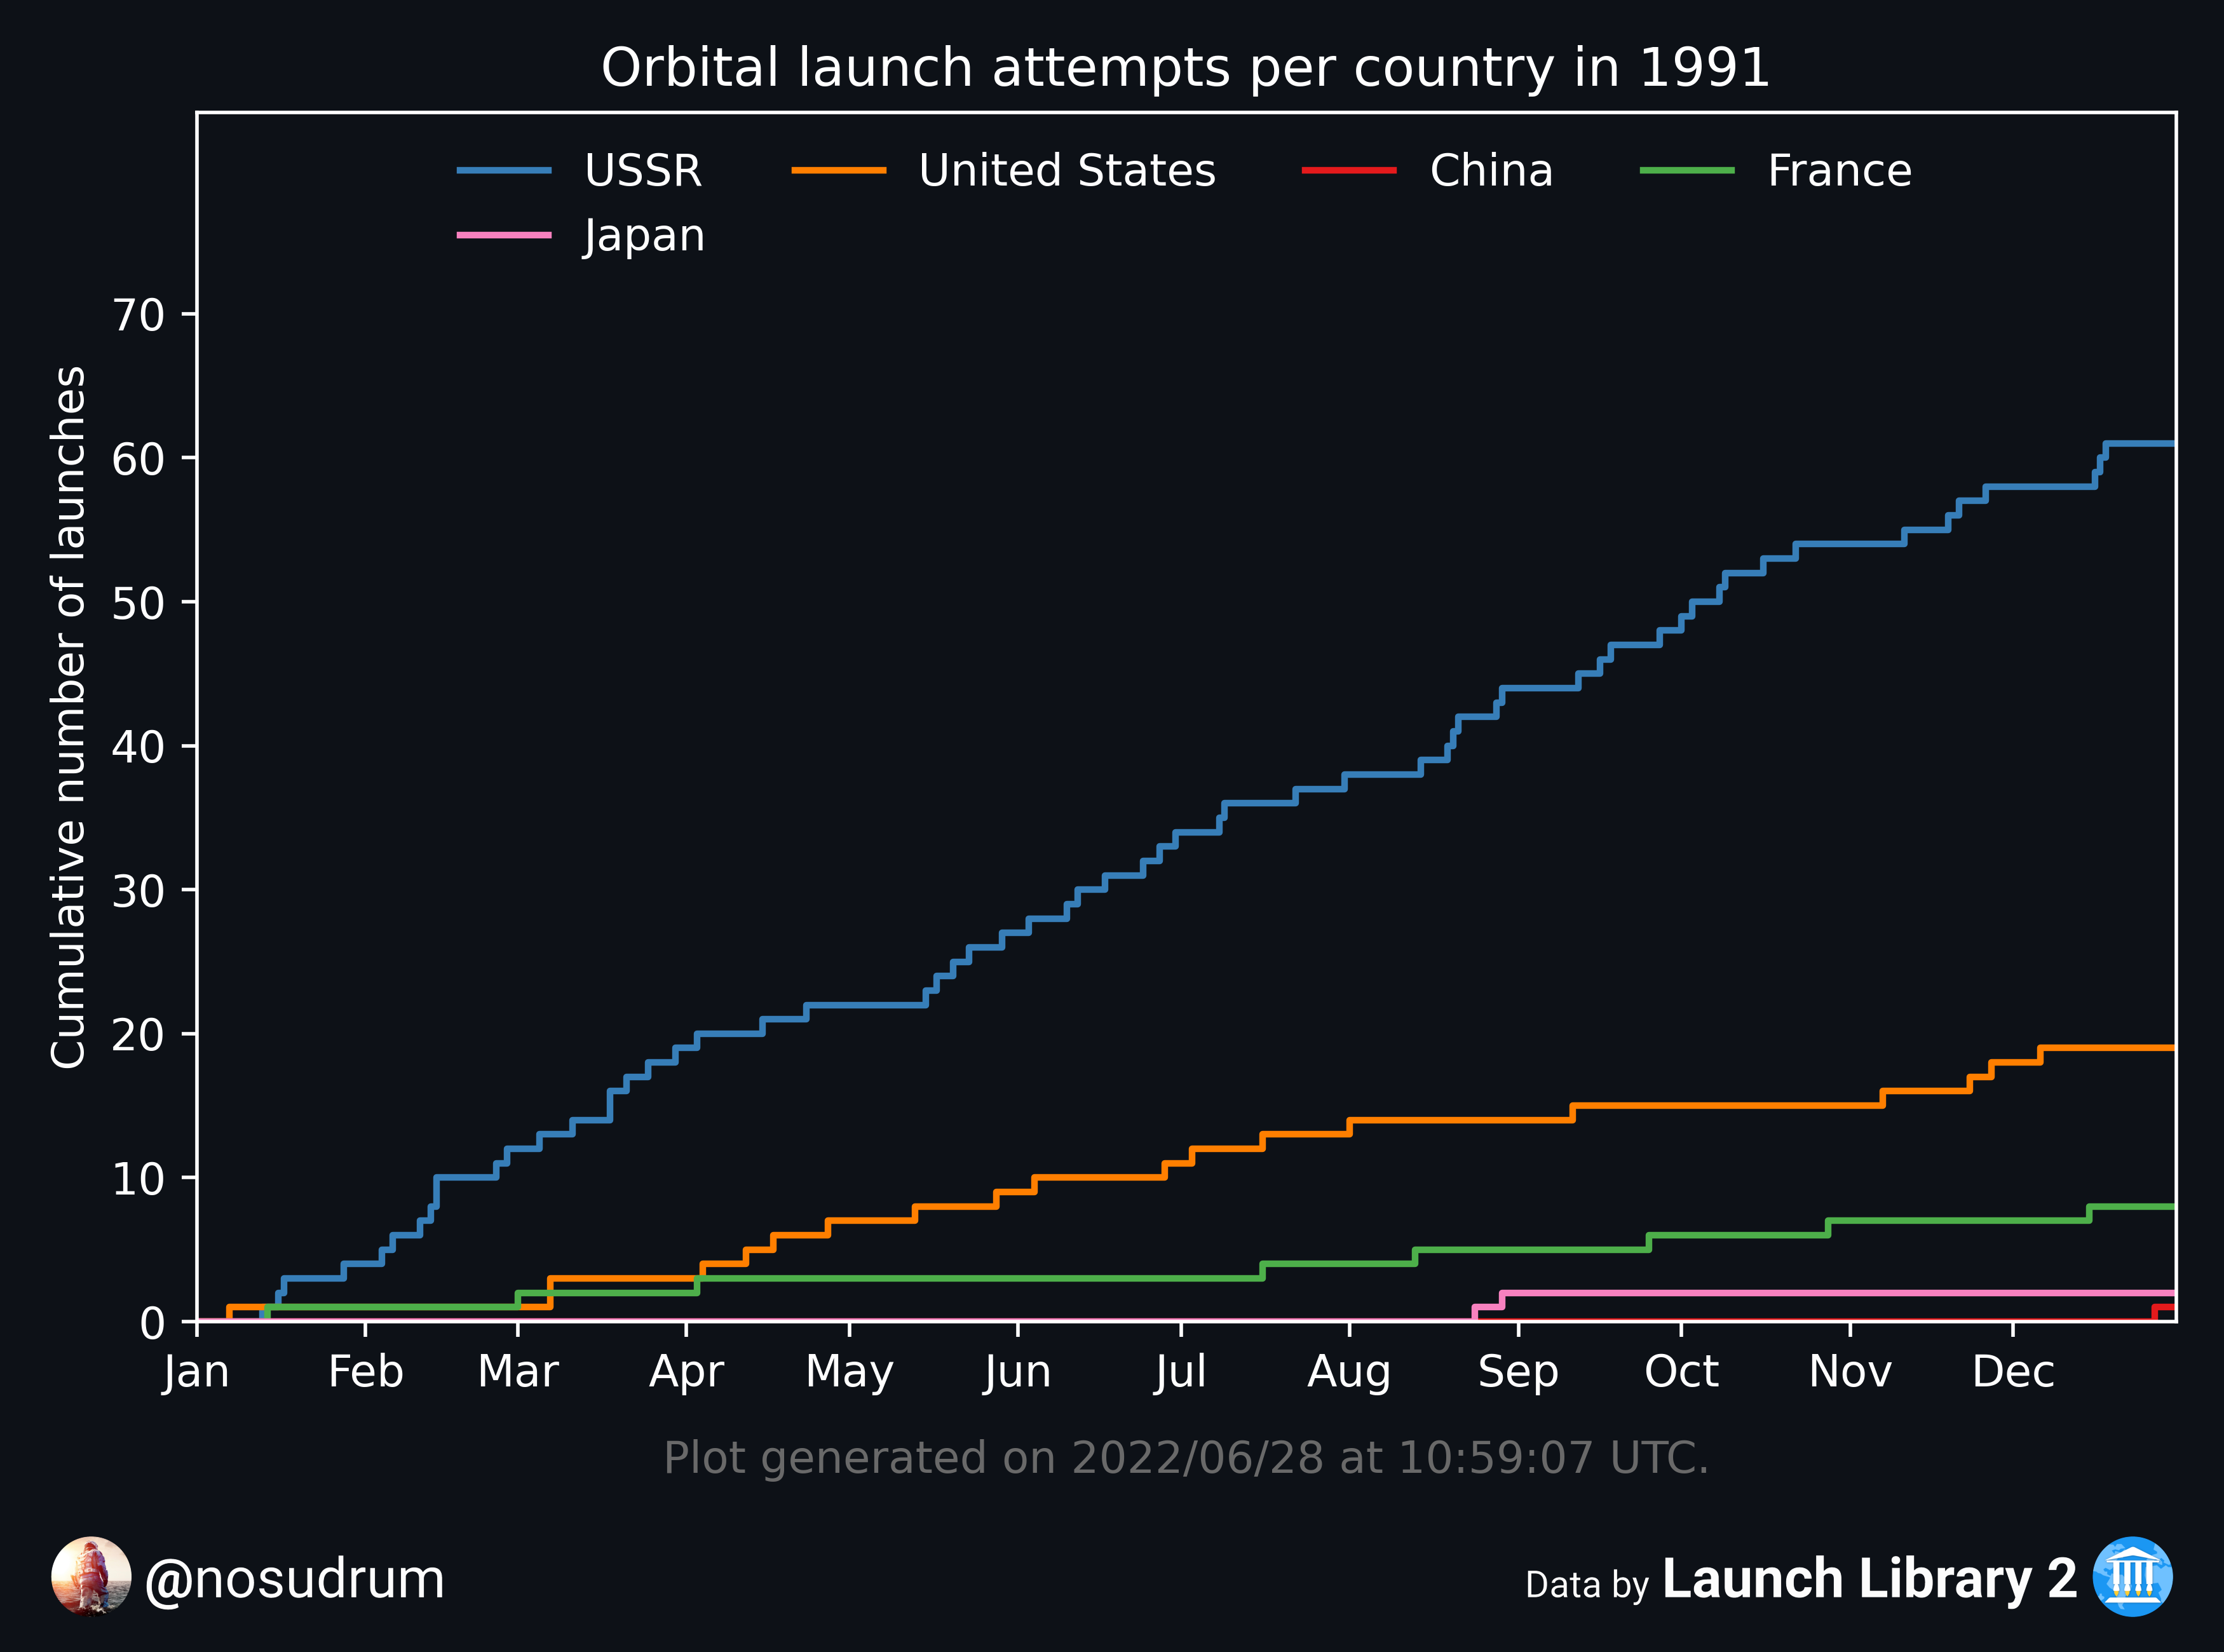 Orbital launch attempts per country in 1991
USSR United States China France
Japan
Cumulative number of launches
70
60
50
40
30
20
10
0
Jan Feb Mar Apr May Jun Jul Aug Sep Oct Nov Dec
Plot generated on 2022/06/28 at 10:59:07 UTC.
@nosudrum
Data by Launch Library 2